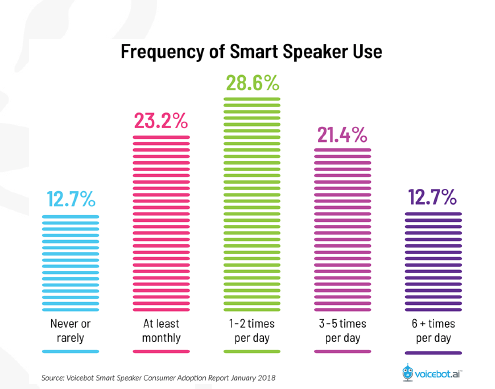 Frequency of Smart Speaker Use
28.6%
23.2%
21.4%
12.7%
12.7%
Never or
rarely
At least
monthly
1-2 times
per day
3-5 times
per day
6+ times
per day
Source: Voicebot Smart Speaker Consumer Adoption Report January 2018
voicebot.ai